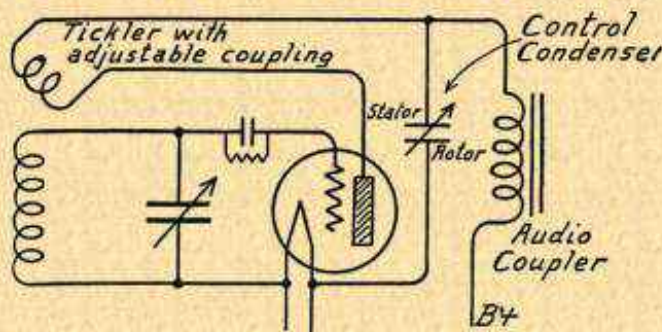 Tickler with
adjustable coupling
Control
Condenser
Stator
Rotor
Audio
Coupler
B+